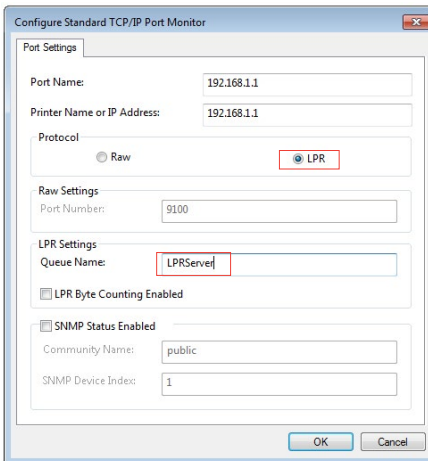 Configure Standard TCP/IP Port Monitor
Port Settings
Port Name: 192.168.1.1
Printer Name or IP Address: 192.168.1.1
Protocol
Raw LPR
Raw Settings
Port Number: 9100
LPR Settings
Queue Name: LPRServer
LPR Byte Counting Enabled
SNMP Status Enabled
Community Name: public
SNMP Device Index: 1
OK Cancel